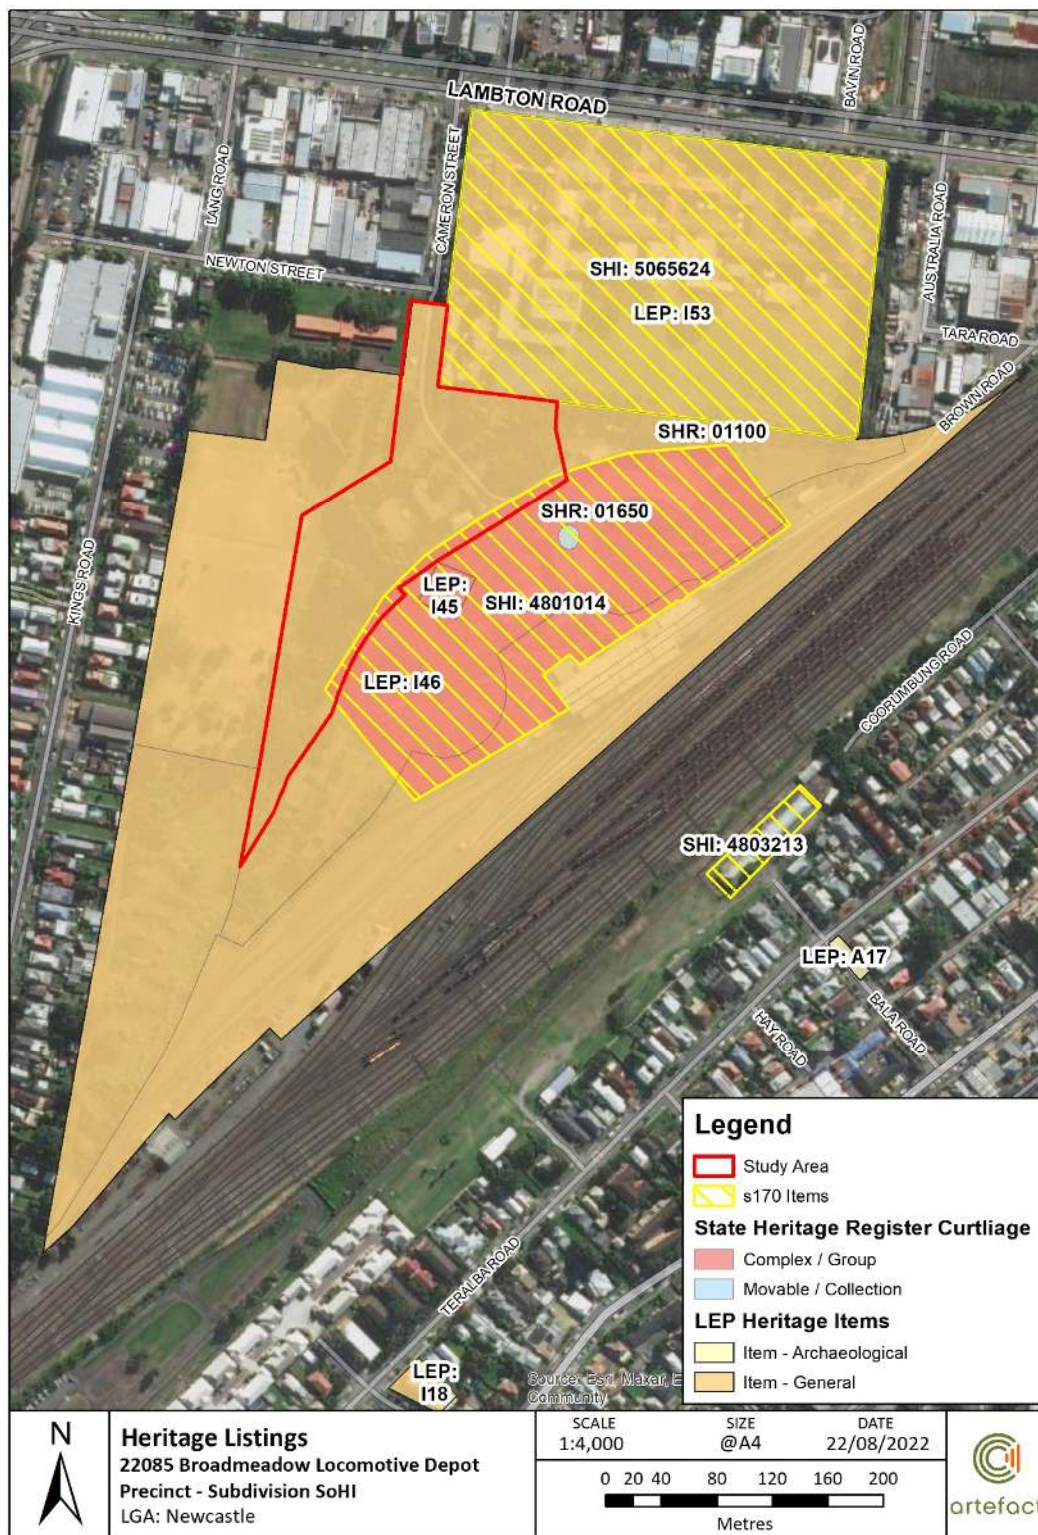 LAMBTON ROAD
BAVIN ROAD
LANG ROAD
CAMERON STREET
AUSTRALIA ROAD
NEWTON STREET
SHI: 5065624
LEP: I53
TARA ROAD
BROWN ROAD
SHR: 01100
SHR: 01650
KINGS ROAD
LEP:
I45
SHI: 4801014
LEP: I46
COORUMBUNG ROAD
SHI: 4803213
LEP: A17
BALA ROAD
HAY ROAD
TERALBA ROAD
LEP:
I18
Source: Esri, Maxar, E
Community
Legend
Study Area
s170 Items
State Heritage Register Curtliage
Complex / Group
Movable / Collection
LEP Heritage Items
Item - Archaeological
Item - General
N
Heritage Listings
22085 Broadmeadow Locomotive Depot
Precinct - Subdivision SoHI
LGA: Newcastle
SCALE
1:4,000
SIZE
@A4
DATE
22/08/2022
0 20 40 80 120 160 200
Metres
artefact